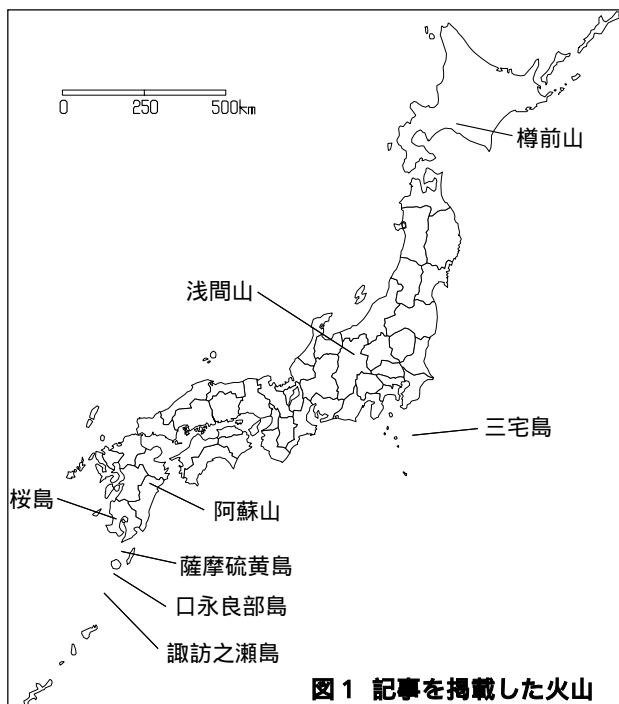 0 250 500km
樽前山
浅間山
三宅島
桜島
阿蘇山
薩摩硫黄島
口永良部島
諏訪之瀬島
図1 記事を掲載した火山